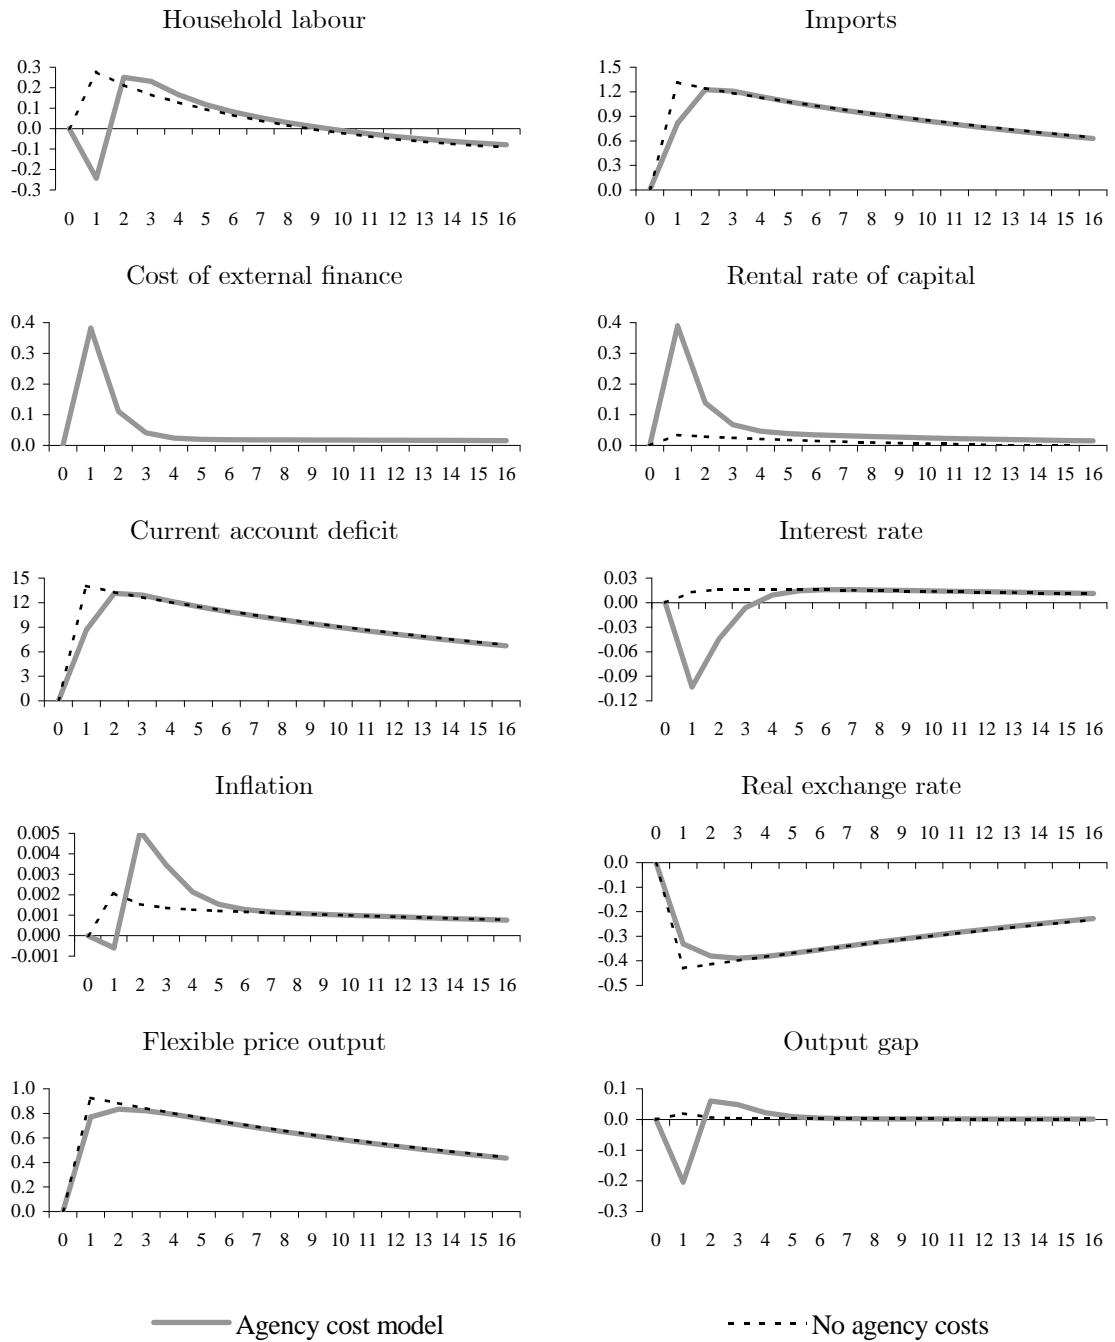 Household labour
0.3
0.2
0.1
0.0
-0.1
-0.2
-0.3
0 1 2 3 4 5 6 7 8 9 10 11 12 13 14 15 16
Imports
1.5
1.2
0.9
0.6
0.3
0.0
0 1 2 3 4 5 6 7 8 9 10 11 12 13 14 15 16
Cost of external finance
0.4
0.3
0.2
0.1
0.0
0 1 2 3 4 5 6 7 8 9 10 11 12 13 14 15 16
Rental rate of capital
0.4
0.3
0.2
0.1
0.0
0 1 2 3 4 5 6 7 8 9 10 11 12 13 14 15 16
Current account deficit
15
12
9
6
3
0
0 1 2 3 4 5 6 7 8 9 10 11 12 13 14 15 16
Interest rate
0.03
0.00
-0.03
-0.06
-0.09
-0.12
0 1 2 3 4 5 6 7 8 9 10 11 12 13 14 15 16
Inflation
0.005
0.004
0.003
0.002
0.001
0.000
-0.001
0 1 2 3 4 5 6 7 8 9 10 11 12 13 14 15 16
Real exchange rate
0 1 2 3 4 5 6 7 8 9 10 11 12 13 14 15 16
0.0
-0.1
-0.2
-0.3
-0.4
-0.5
Flexible price output
1.0
0.8
0.6
0.4
0.2
0.0
0 1 2 3 4 5 6 7 8 9 10 11 12 13 14 15 16
Output gap
0.1
0.0
-0.1
-0.2
-0.3
0 1 2 3 4 5 6 7 8 9 10 11 12 13 14 15 16
Agency cost model
No agency costs